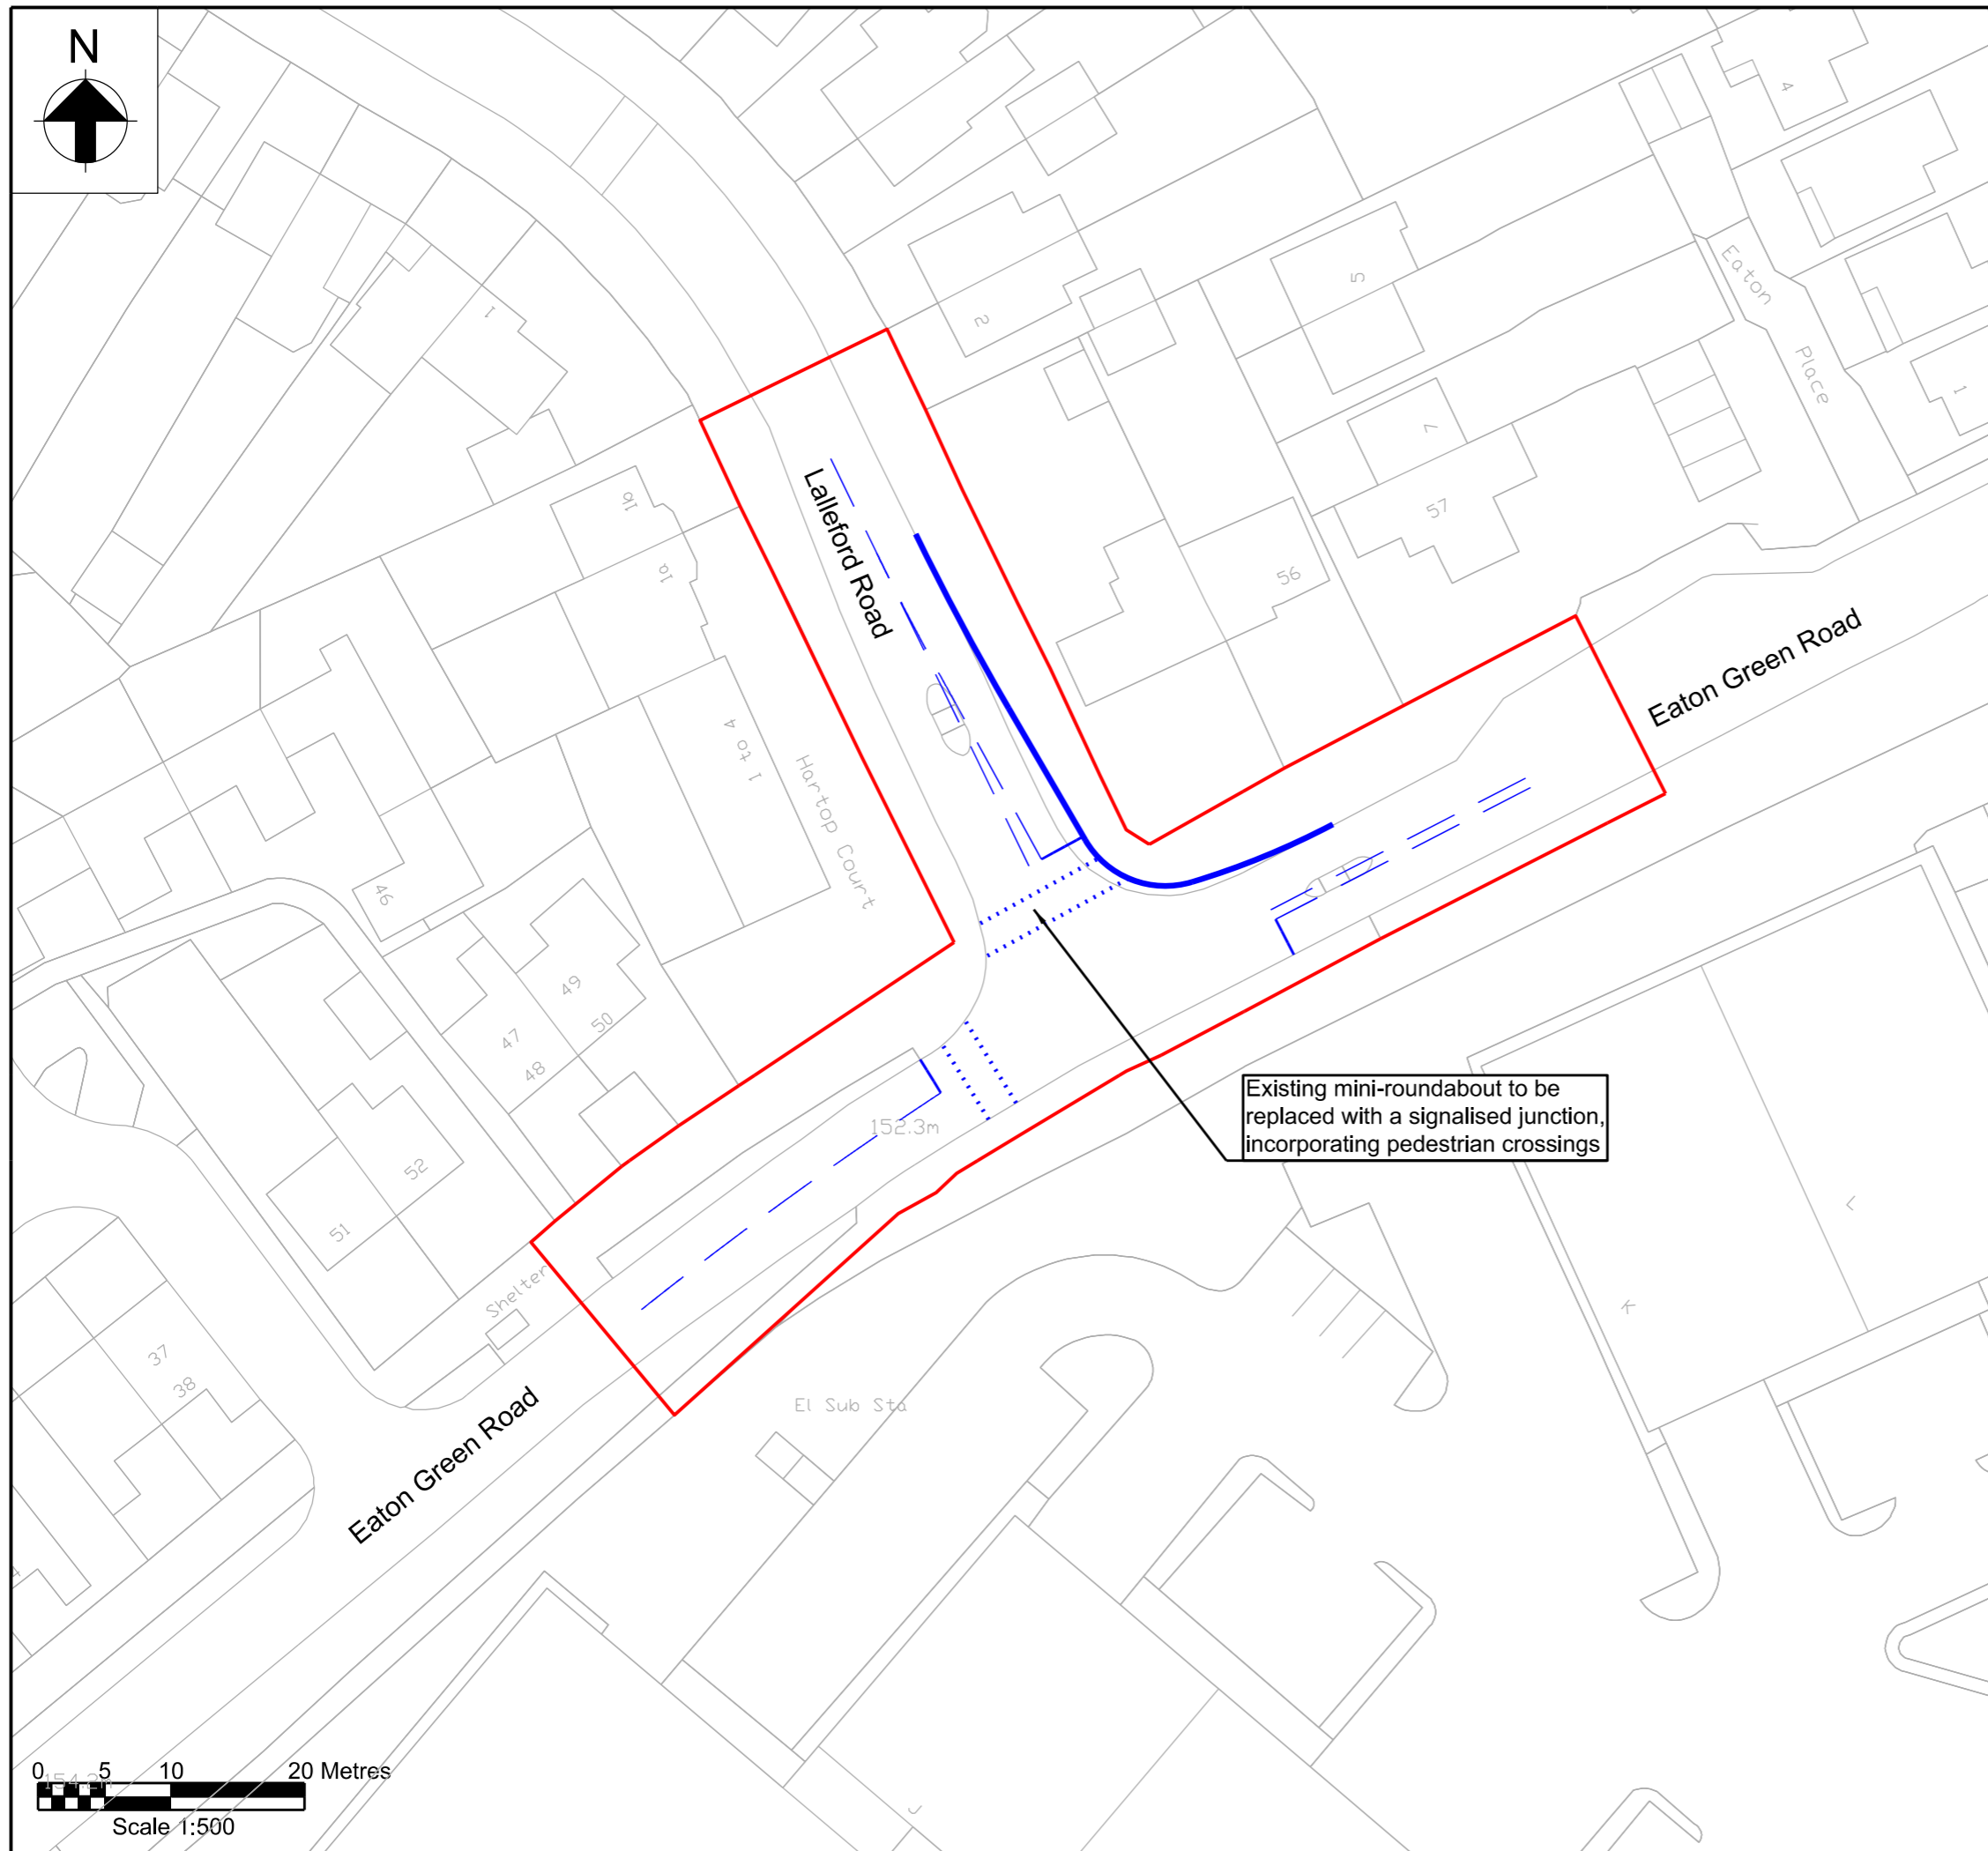 N
4
Eaton
Place
1
5
2
1
7
57
56
1b
1a
Lalleford Road
Eaton Green Road
1 to 4
Hartop Court
46
49
47
50
48
52
51
152.3m
Existing mini-roundabout to be
replaced with a signalised junction,
incorporating pedestrian crossings
L
K
Shelter
37
38
El Sub Sta
Eaton Green Road
J
0 5 10 20 Metres
154.2m
Scale 1:500